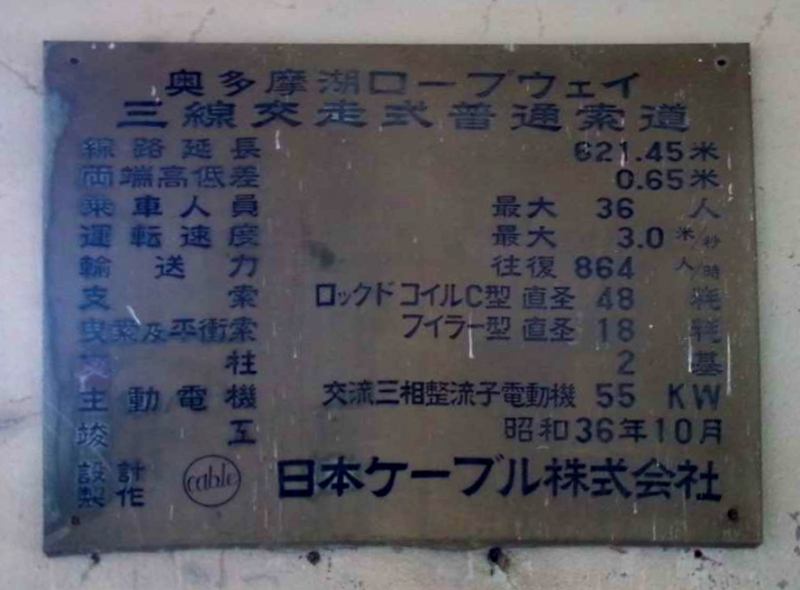 奥多摩湖ロープウェイ
三線交走式普通索道
線路延長 621.45米
両端高低差 0.65米
乗車人員 最大 36 人
運転速度 最大 3.0 米/秒
輸送力 往復 864 人/時
支索 ロックドコイルC型 直圣 48 粍
曳索及平衡索 フイラー型 直圣 18 粍
支柱 2 基
主動電機 交流三相整流子電動機 55 KW
竣工 昭和36年10月
設計製作 cable 日本ケーブル株式会社